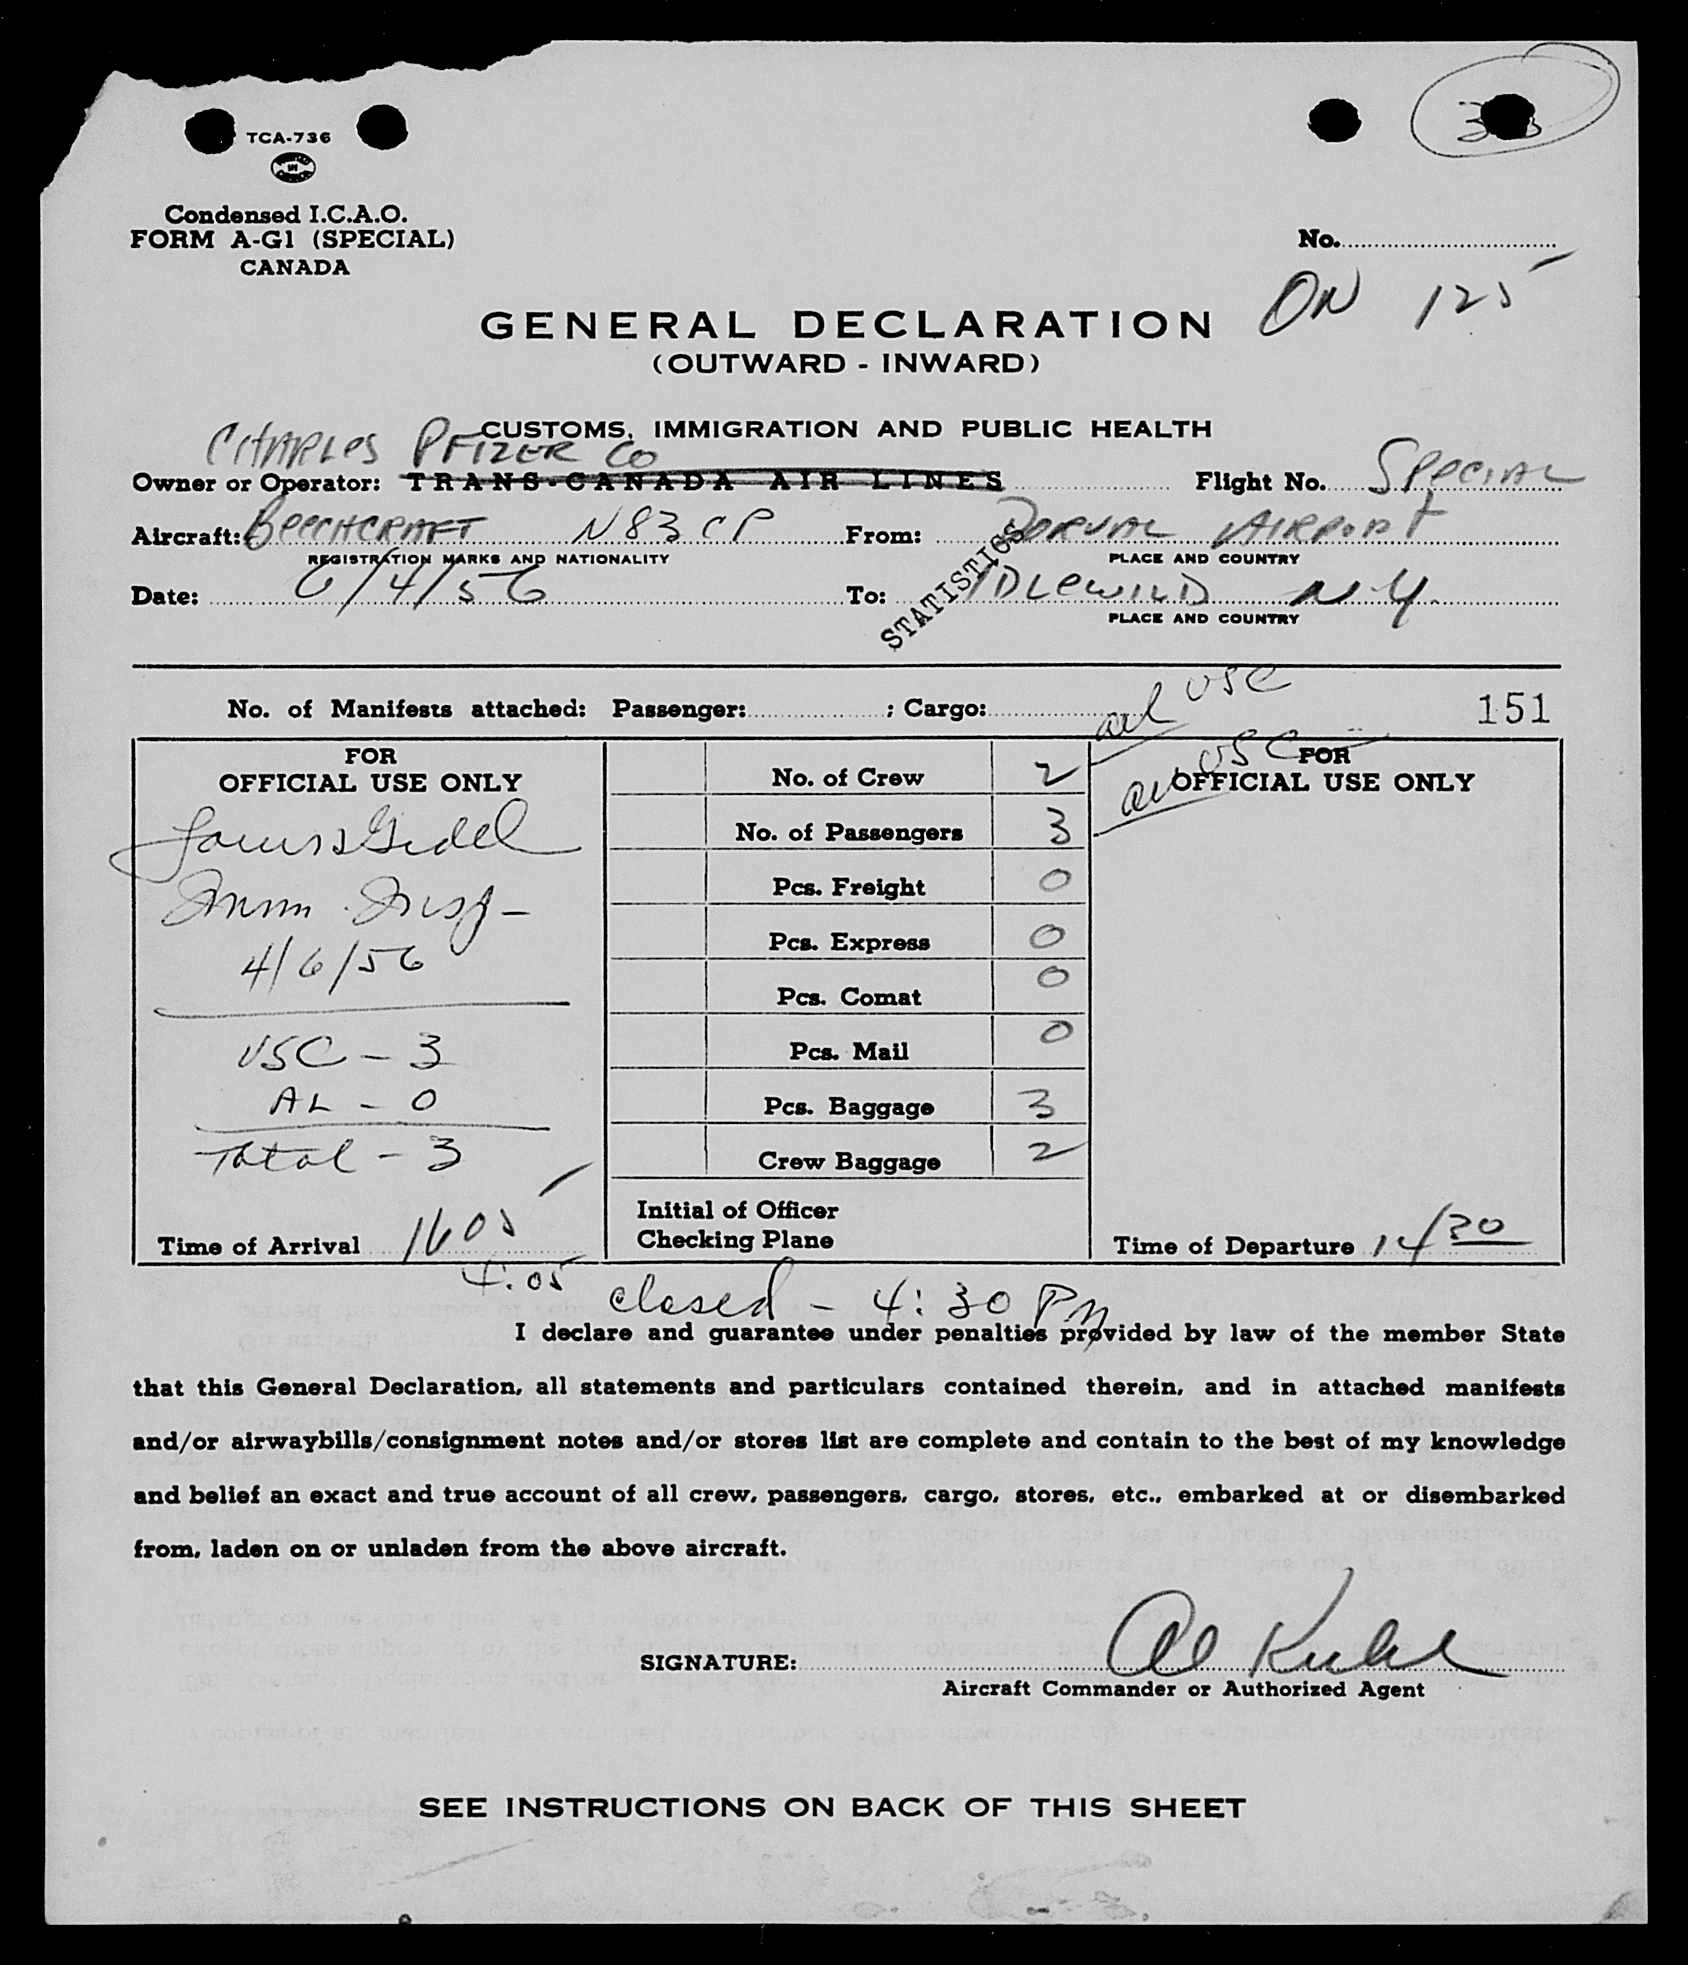 TCA-736
Condensed I.C.A.O.
FORM A-G1 (SPECIAL)
CANADA
No.
ON 125
GENERAL DECLARATION
(OUTWARD - INWARD)
CUSTOMS, IMMIGRATION AND PUBLIC HEALTH
CHARLES PFIZER CO
Owner or Operator: TRANS-CANADA AIR LINES Flight No. SPECIAL
Aircraft: BEECHCRAFT N83CP From: DORVAL AIRPORT
REGISTRATION MARKS AND NATIONALITY PLACE AND COUNTRY
Date: 6/4/56 To: IDLEWILD N.Y.
PLACE AND COUNTRY
STATISTICS
No. of Manifests attached: Passenger: ; Cargo: all USC 151
FOR
OFFICIAL USE ONLY
Imm. Insp -
4/6/56
USC - 3
AL - 0
Total - 3
Time of Arrival 1605
4:05
No. of Crew 2
No. of Passengers 3
Pcs. Freight 0
Pcs. Express 0
Pcs. Comat 0
Pcs. Mail 0
Pcs. Baggage 3
Crew Baggage 2
Initial of Officer
Checking Plane
all USC
FOR
OFFICIAL USE ONLY
Time of Departure 14/30
closed - 4:30 PM
I declare and guarantee under penalties provided by law of the member State
that this General Declaration, all statements and particulars contained therein, and in attached manifests
and/or airwaybills/consignment notes and/or stores list are complete and contain to the best of my knowledge
and belief an exact and true account of all crew, passengers, cargo, stores, etc., embarked at or disembarked
from, laden on or unladen from the above aircraft.
SIGNATURE: Al Kuhl
Aircraft Commander or Authorized Agent
SEE INSTRUCTIONS ON BACK OF THIS SHEET